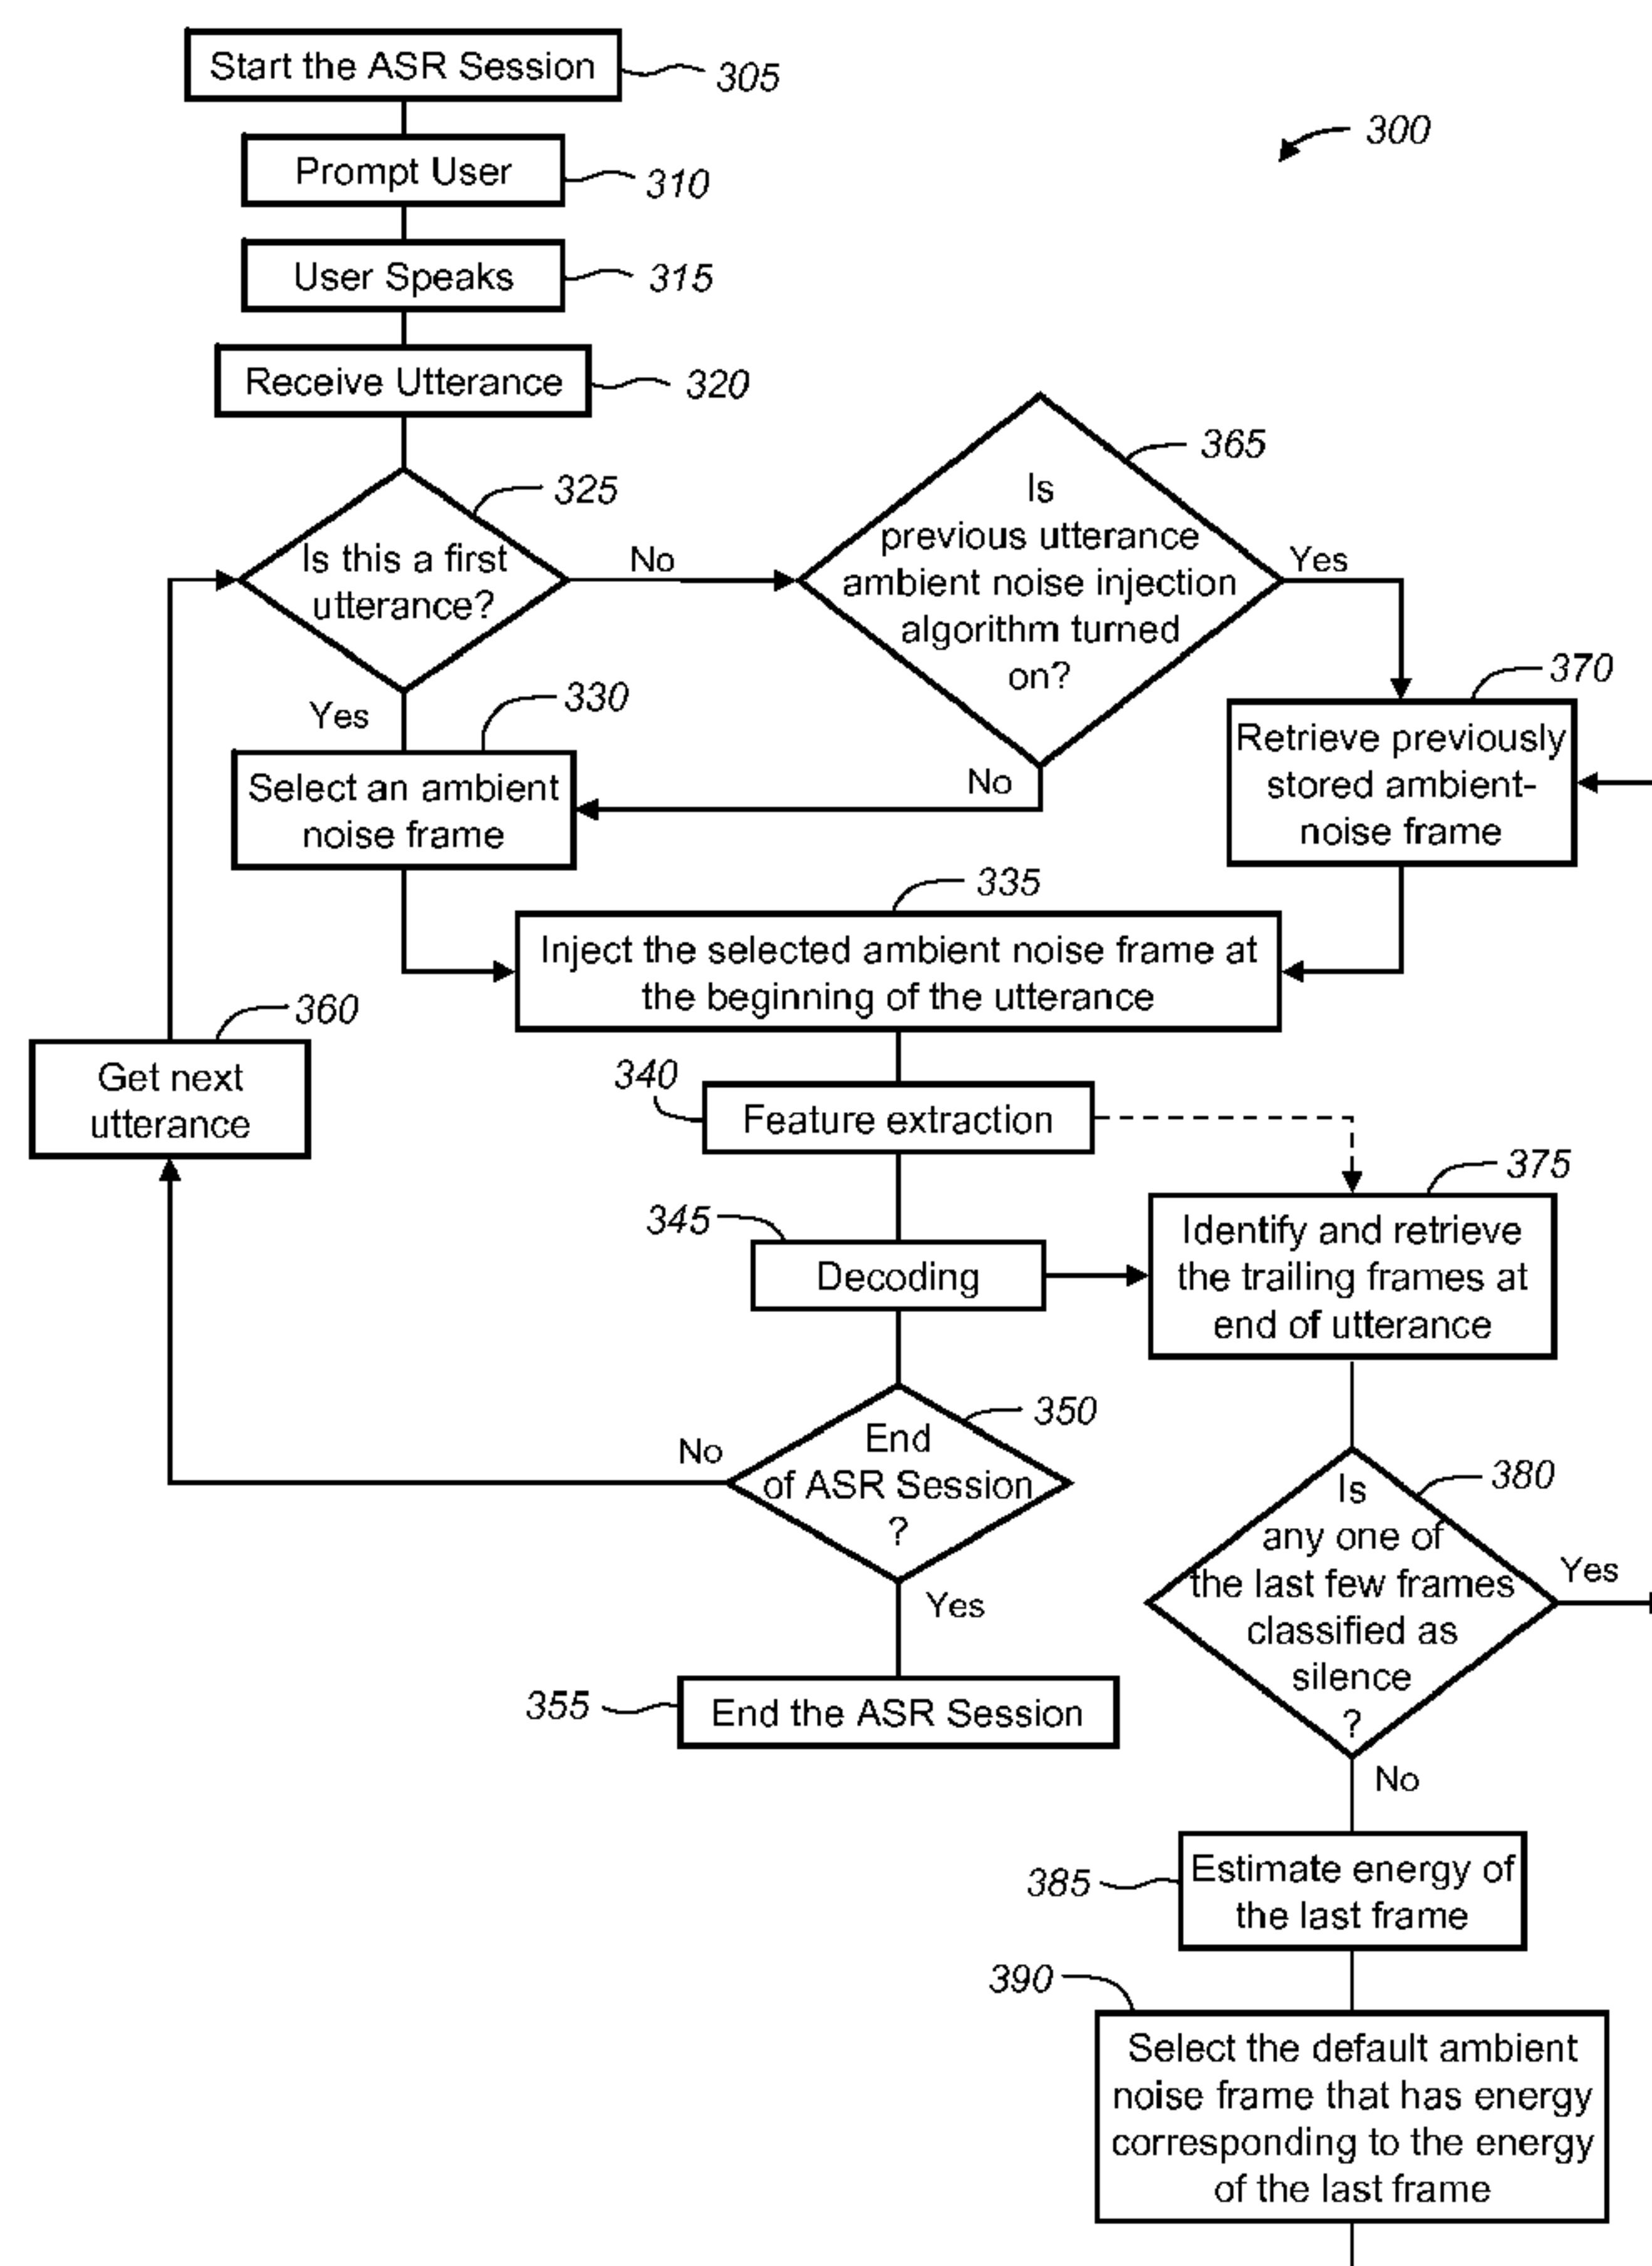 Start the ASR Session
305
300
Prompt User
310
User Speaks
315
Receive Utterance
320
365
325
Is this a first
utterance?
No
Is
previous utterance
ambient noise injection
algorithm turned
on?
Yes
No
Yes
330
370
Select an ambient
noise frame
Retrieve previously
stored ambient-
noise frame
335
Inject the selected ambient noise frame at
the beginning of the utterance
360
Get next
utterance
340
Feature extraction
345
Decoding
375
Identify and retrieve
the trailing frames at
end of utterance
350
End
of ASR Session
?
No
Yes
380
Is
any one of
the last few frames
classified as
silence
?
Yes
No
355
End the ASR Session
385
Estimate energy of
the last frame
390
Select the default ambient
noise frame that has energy
corresponding to the energy
of the last frame